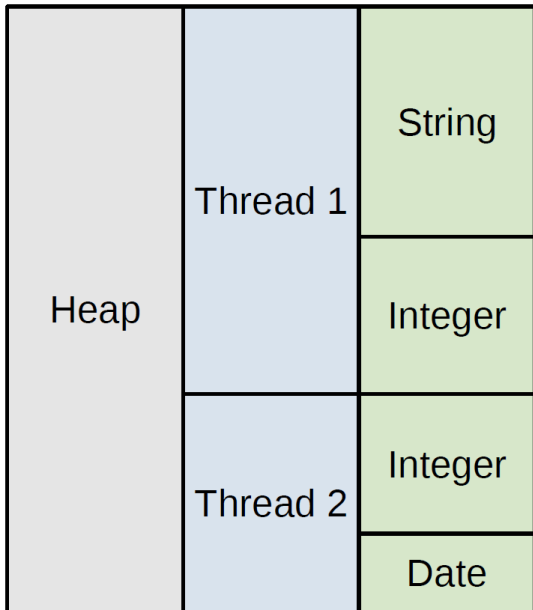 Heap
Thread 1
String
Integer
Thread 2
Integer
Date